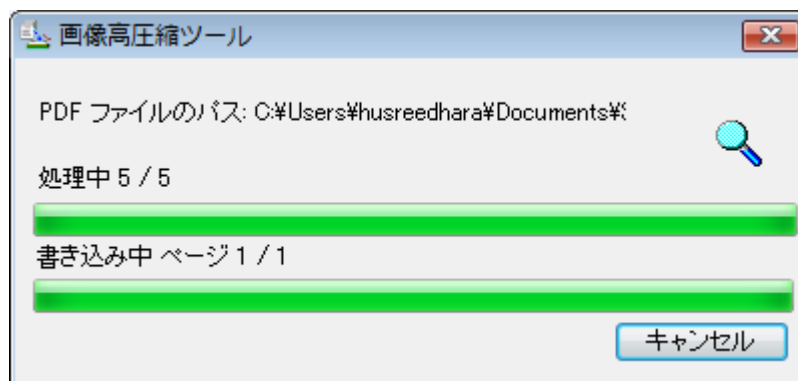 画像高圧縮ツール
PDF ファイルのパス: C:¥Users¥husreedhara¥Documents¥
処理中 5 / 5
書き込み中 ページ 1 / 1
キャンセル